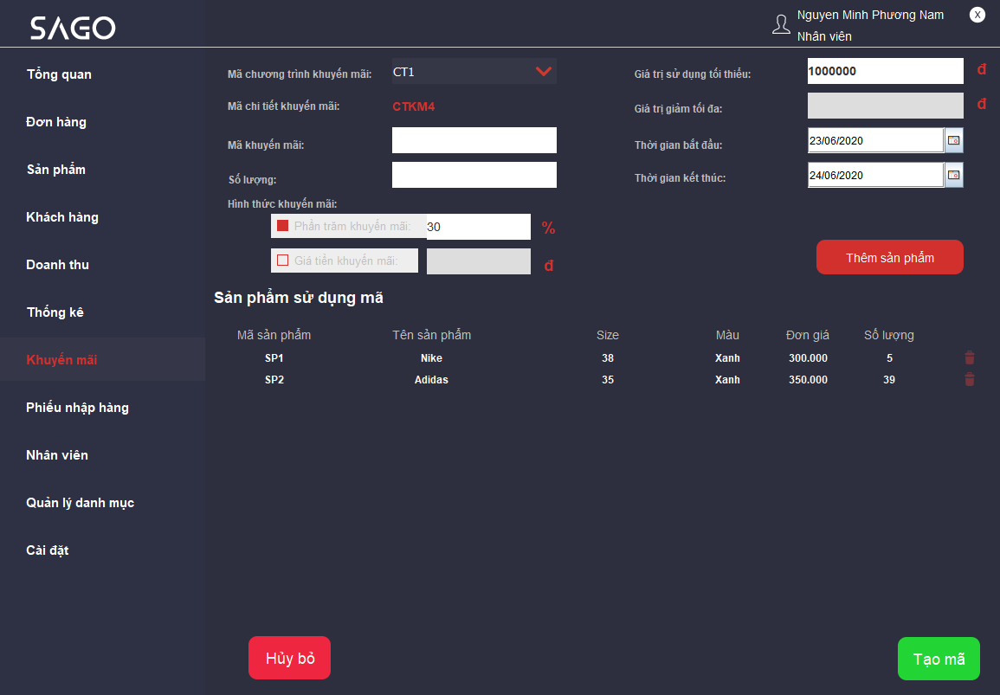 SAGO
Nguyen Minh Phương Nam
X
Nhân viên
Tổng quan
Đơn hàng
Sản phẩm
Khách hàng
Doanh thu
Thống kê
Khuyến mãi
Phiếu nhập hàng
Nhân viên
Quản lý danh mục
Cài đặt
Mã chương trình khuyến mãi: CT1
Mã chi tiết khuyến mãi: CTKM4
Mã khuyến mãi:
Số lượng:
Hình thức khuyến mãi:
Phần trăm khuyến mãi: 30 %
Giá tiền khuyến mãi: đ
Giá trị sử dụng tối thiểu: 1000000 đ
Giá trị giảm tối đa: đ
Thời gian bắt đầu: 23/06/2020
Thời gian kết thúc: 24/06/2020
Thêm sản phẩm
Sản phẩm sử dụng mã
Mã sản phẩm Tên sản phẩm Size Màu Đơn giá Số lượng
SP1 Nike 38 Xanh 300.000 5
SP2 Adidas 35 Xanh 350.000 39
Hủy bỏ
Tạo mã